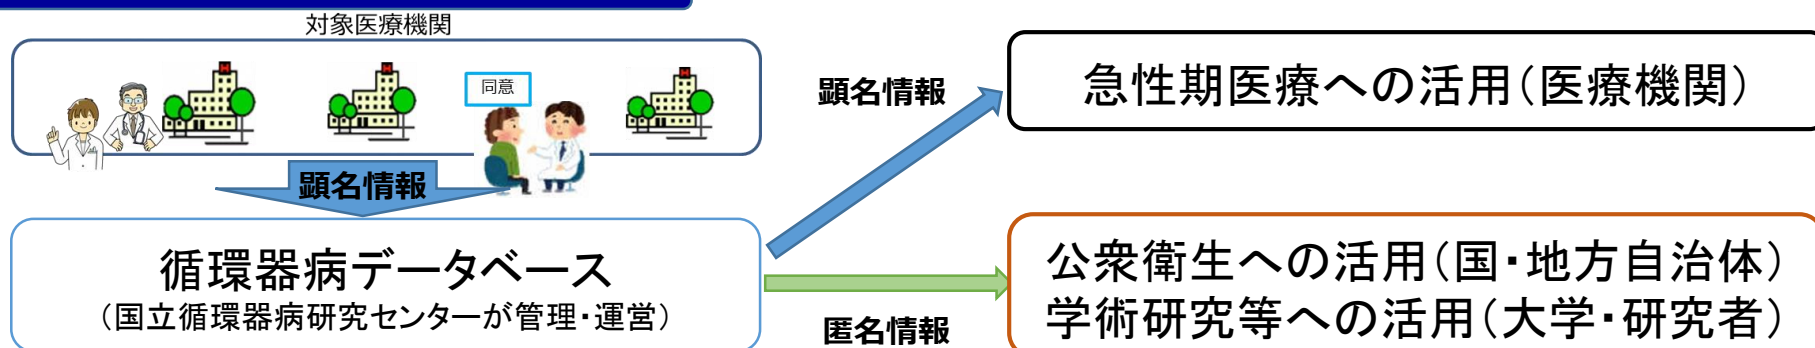 対象医療機関
同意
顕名情報
循環器病データベース
（国立循環器病研究センターが管理・運営）
顕名情報
急性期医療への活用（医療機関）
匿名情報
公衆衛生への活用（国・地方自治体）
学術研究等への活用（大学・研究者）